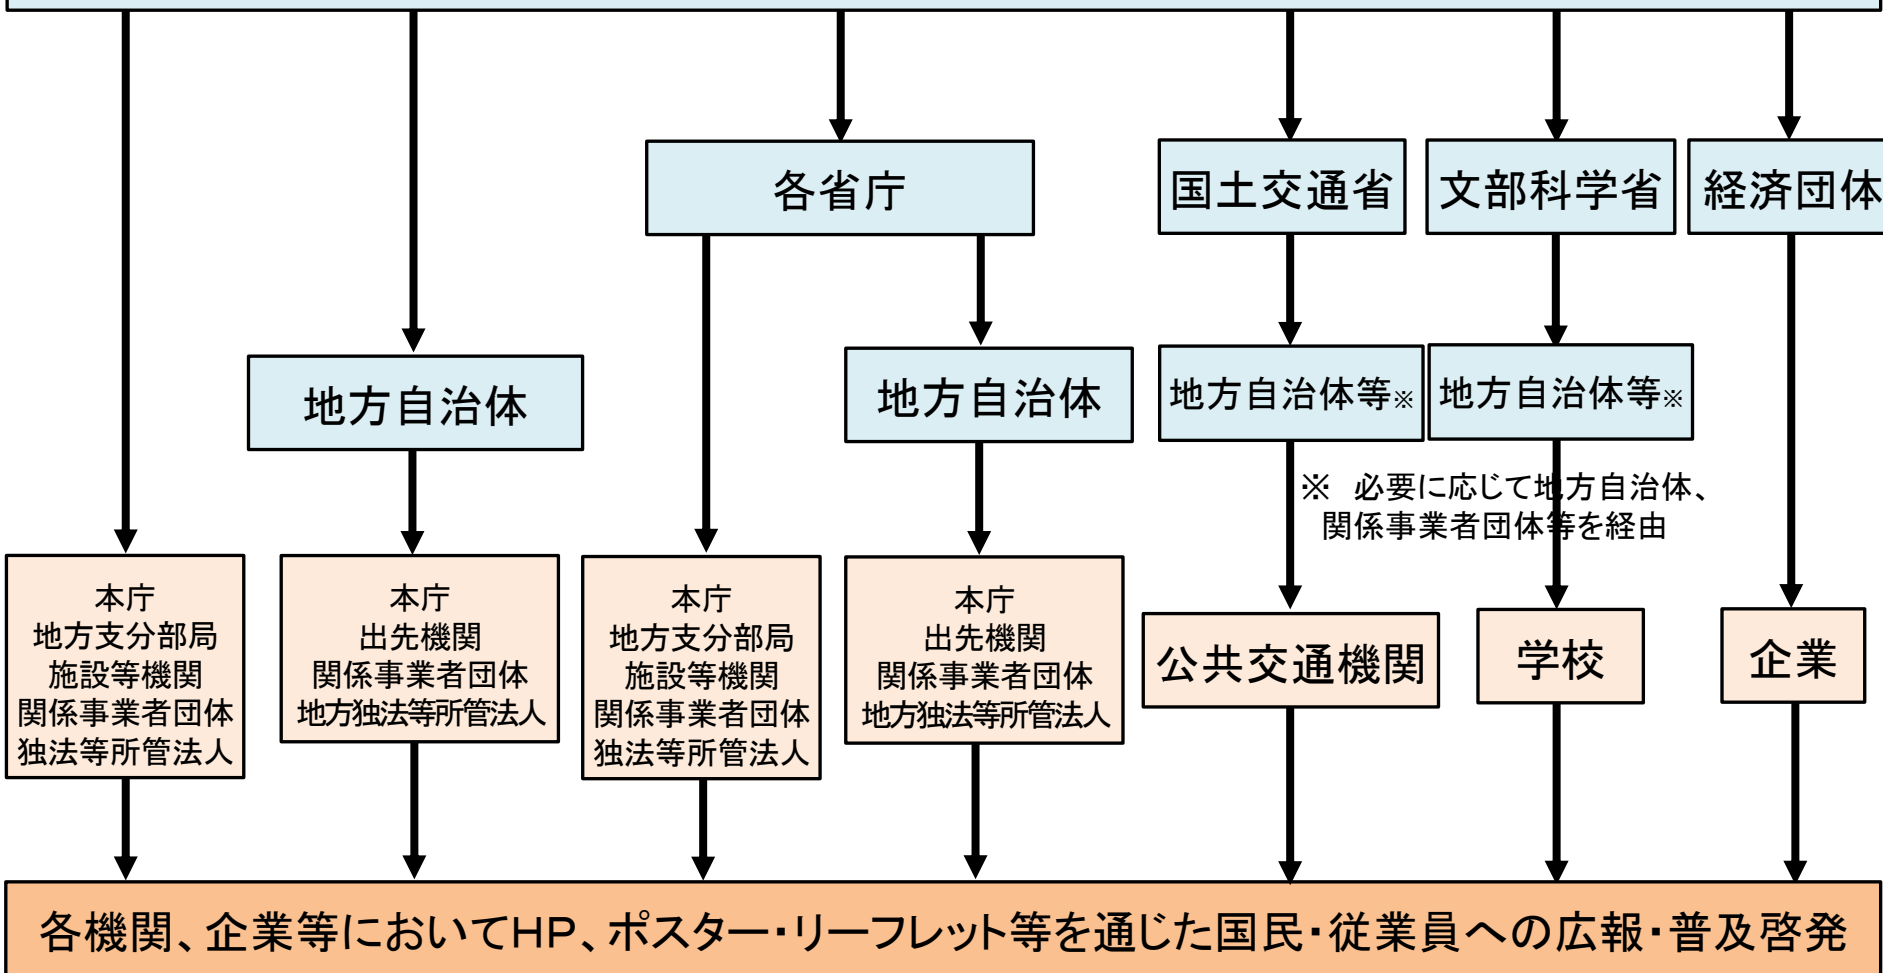 各省庁
国土交通省
文部科学省
経済団体
地方自治体
地方自治体
地方自治体等※
地方自治体等※
※　必要に応じて地方自治体、
関係事業者団体等を経由
本庁
地方支分部局
施設等機関
関係事業者団体
独法等所管法人
本庁
出先機関
関係事業者団体
地方独法等所管法人
本庁
地方支分部局
施設等機関
関係事業者団体
独法等所管法人
本庁
出先機関
関係事業者団体
地方独法等所管法人
公共交通機関
学校
企業
各機関、企業等においてHP、ポスター・リーフレット等を通じた国民・従業員への広報・普及啓発